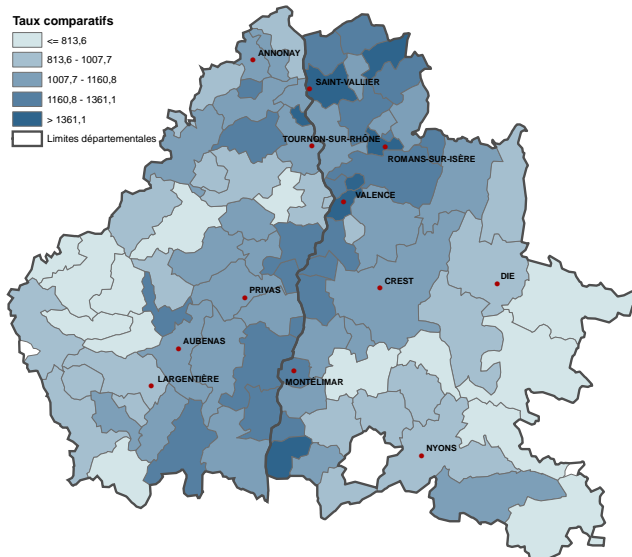 Taux comparatifs
<= 813,6
813,6 - 1007,7
1007,7 - 1160,8
1160,8 - 1361,1
> 1361,1
Limites départementales
ANNONAY
SAINT-VALLIER
TOURNON-SUR-RHÔNE
ROMANS-SUR-ISÈRE
VALENCE
CREST
DIE
PRIVAS
AUBENAS
LARGENTIÈRE
MONTÉLIMAR
NYONS